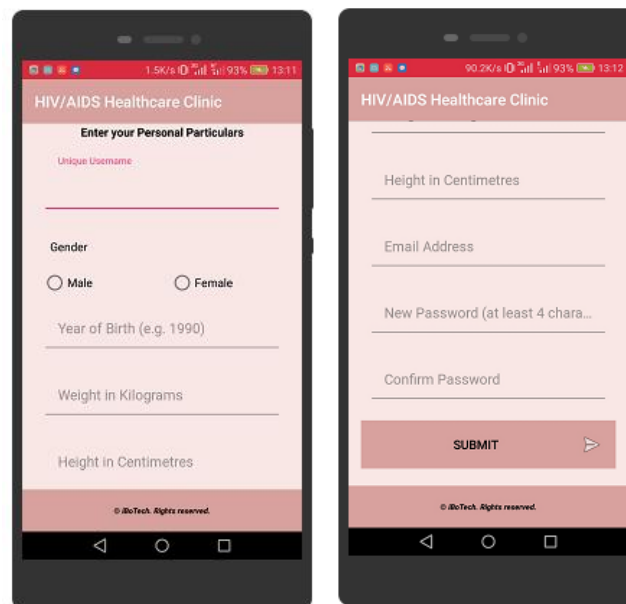 1.5K/s 93% 13:11
HIV/AIDS Healthcare Clinic
Enter your Personal Particulars
Unique Username
Gender
Male Female
Year of Birth (e.g. 1990)
Weight in Kilograms
Height in Centimetres
© iBoTech. Rights reserved.
90.2K/s 93% 13:12
HIV/AIDS Healthcare Clinic
Height in Centimetres
Email Address
New Password (at least 4 chara...
Confirm Password
SUBMIT
© iBoTech. Rights reserved.